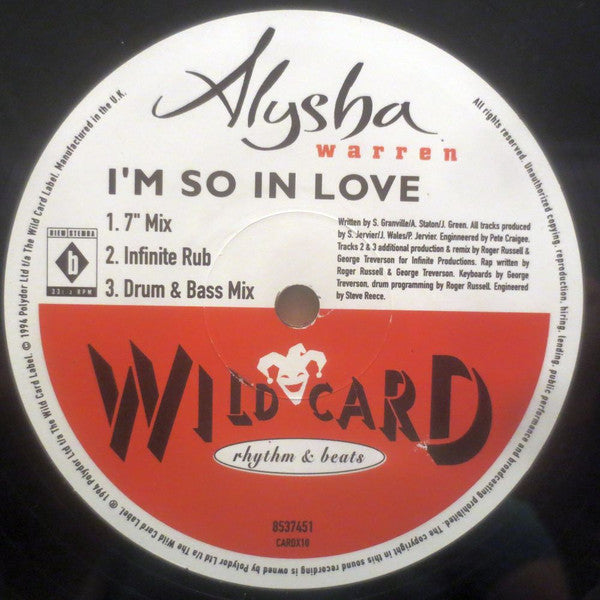 Alysha
warren
I'M SO IN LOVE
1. 7" Mix
2. Infinite Rub
3. Drum & Bass Mix
b
33⅓ RPM
Written by S. Granville/A. Staton/J. Green. All tracks produced
by S. Jervier/J. Wales/P. Jervier. Engineered by Pete Craigee.
Tracks 2 & 3 additional production & remix by Roger Russell &
George Treverson for Infinite Productions. Rap written by
Roger Russell & George Treverson. Keyboards by George
Treverson, drum programming by Roger Russell. Engineered
by Steve Reece.
WILD CARD
rhythm & beats
8537451
CARDX10
℗ 1994 Polydor Ltd t/a The Wild Card Label. © 1994 Polydor Ltd t/a The Wild Card Label. Manufactured in the U.K.
All rights reserved. Unauthorized copying, reproduction, hiring, lending, public performance and broadcasting prohibited. The copyright in this sound recording is owned by Polydor Ltd t/a The Wild Card Label.